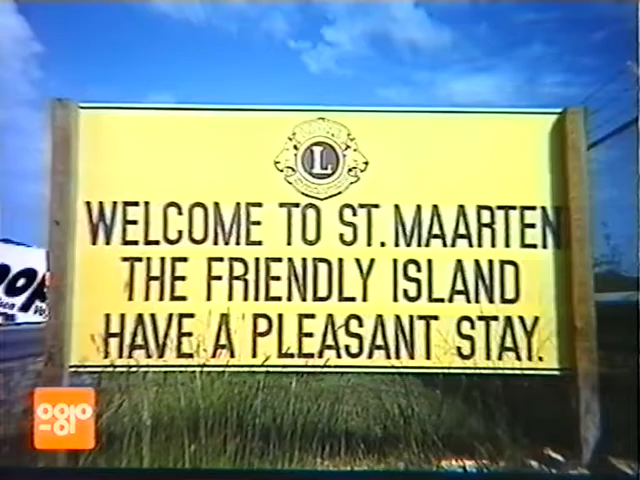 L
WELCOME TO ST. MAARTEN
THE FRIENDLY ISLAND
HAVE A PLEASANT STAY.